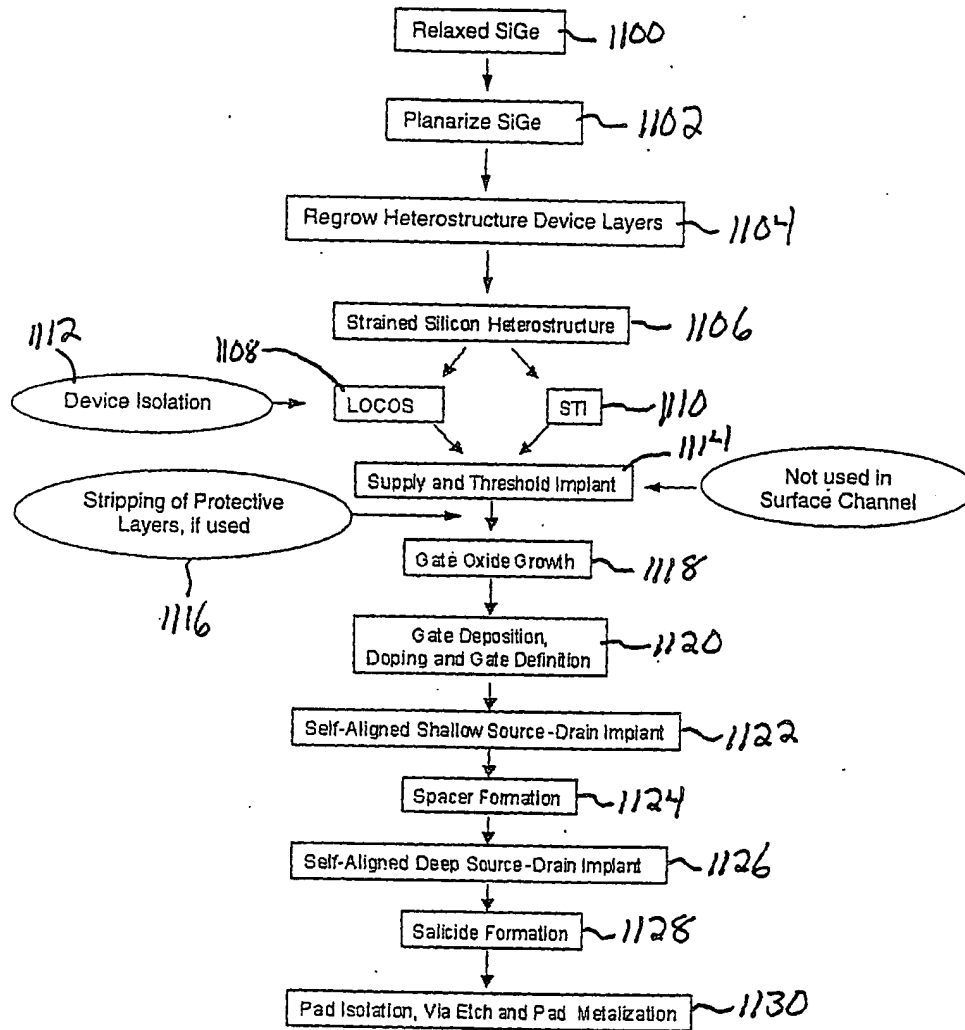 Relaxed SiGe
1100
Planarize SiGe
1102
Regrow Heterostructure Device Layers
1104
Strained Silicon Heterostructure
1106
1112
1108
Device Isolation
LOCOS
STI
1110
1114
Supply and Threshold Implant
Not used in
Surface Channel
Stripping of Protective
Layers, if used
1116
Gate Oxide Growth
1118
Gate Deposition,
Doping and Gate Definition
1120
Self-Aligned Shallow Source-Drain Implant
1122
Spacer Formation
1124
Self-Aligned Deep Source-Drain Implant
1126
Salicide Formation
1128
Pad Isolation, Via Etch and Pad Metalization
1130